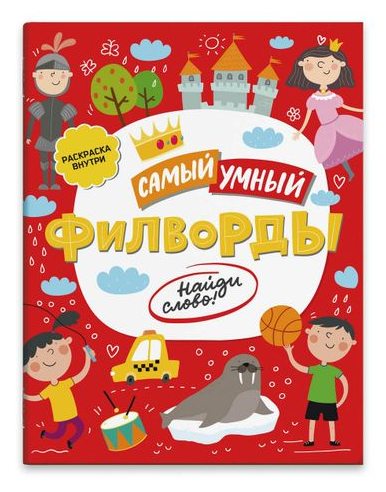 РАСКРАСКА
ВНУТРИ
САМЫЙ УМНЫЙ
ФИЛВОРДЫ
Найди
слово!